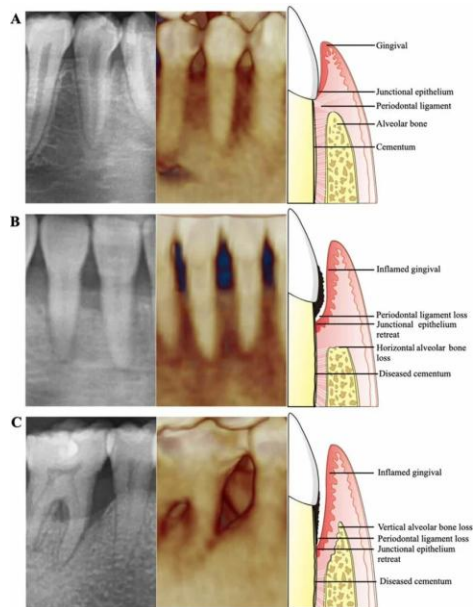 A
Gingival
Junctional epithelium
Periodontal ligament
Alveolar bone
Cementum
B
Inflamed gingival
Periodontal ligament loss
Junctional epithelium
retreat
Horizontal alveolar bone
loss
Diseased cementum
C
Inflamed gingival
Vertical alveolar bone loss
Periodontal ligament loss
Junctional epithelium
retreat
Diseased cementum